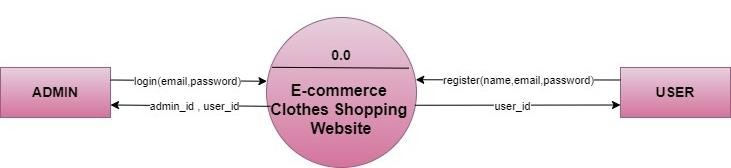 0.0
ADMIN
login(email,password)
admin_id , user_id
E-commerce
Clothes Shopping
Website
register(name,email,password)
user_id
USER